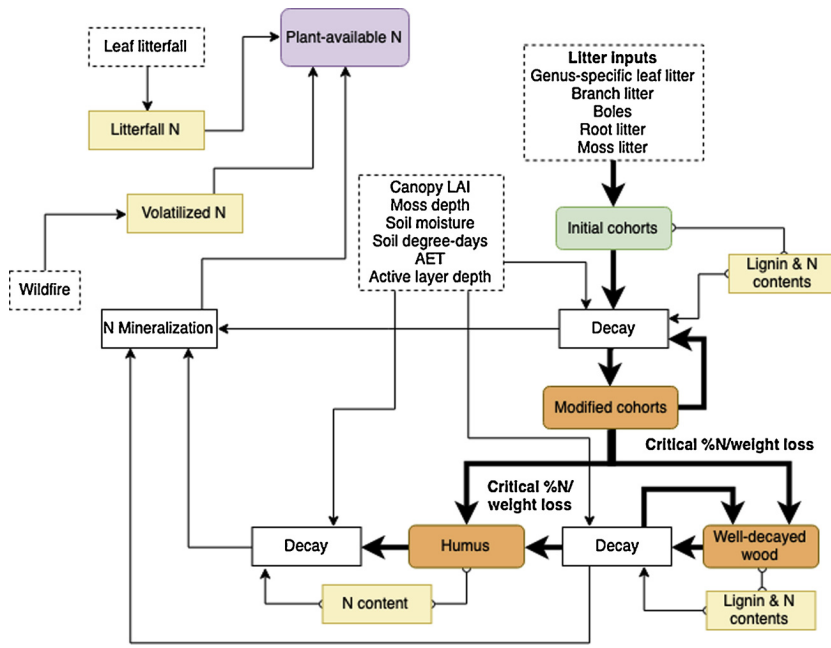 Leaf litterfall
Plant-available N
Litter inputs
Genus-specific leaf litter
Branch litter
Boles
Root litter
Moss litter
Litterfall N
Canopy LAI
Moss depth
Soil moisture
Soil degree-days
AET
Active layer depth
Volatilized N
Initial cohorts
Lignin & N
contents
Wildfire
N Mineralization
Decay
Modified cohorts
Critical %N/weight loss
Critical %N/
weight loss
Decay
Humus
Decay
Well-decayed
wood
N content
Lignin & N
contents